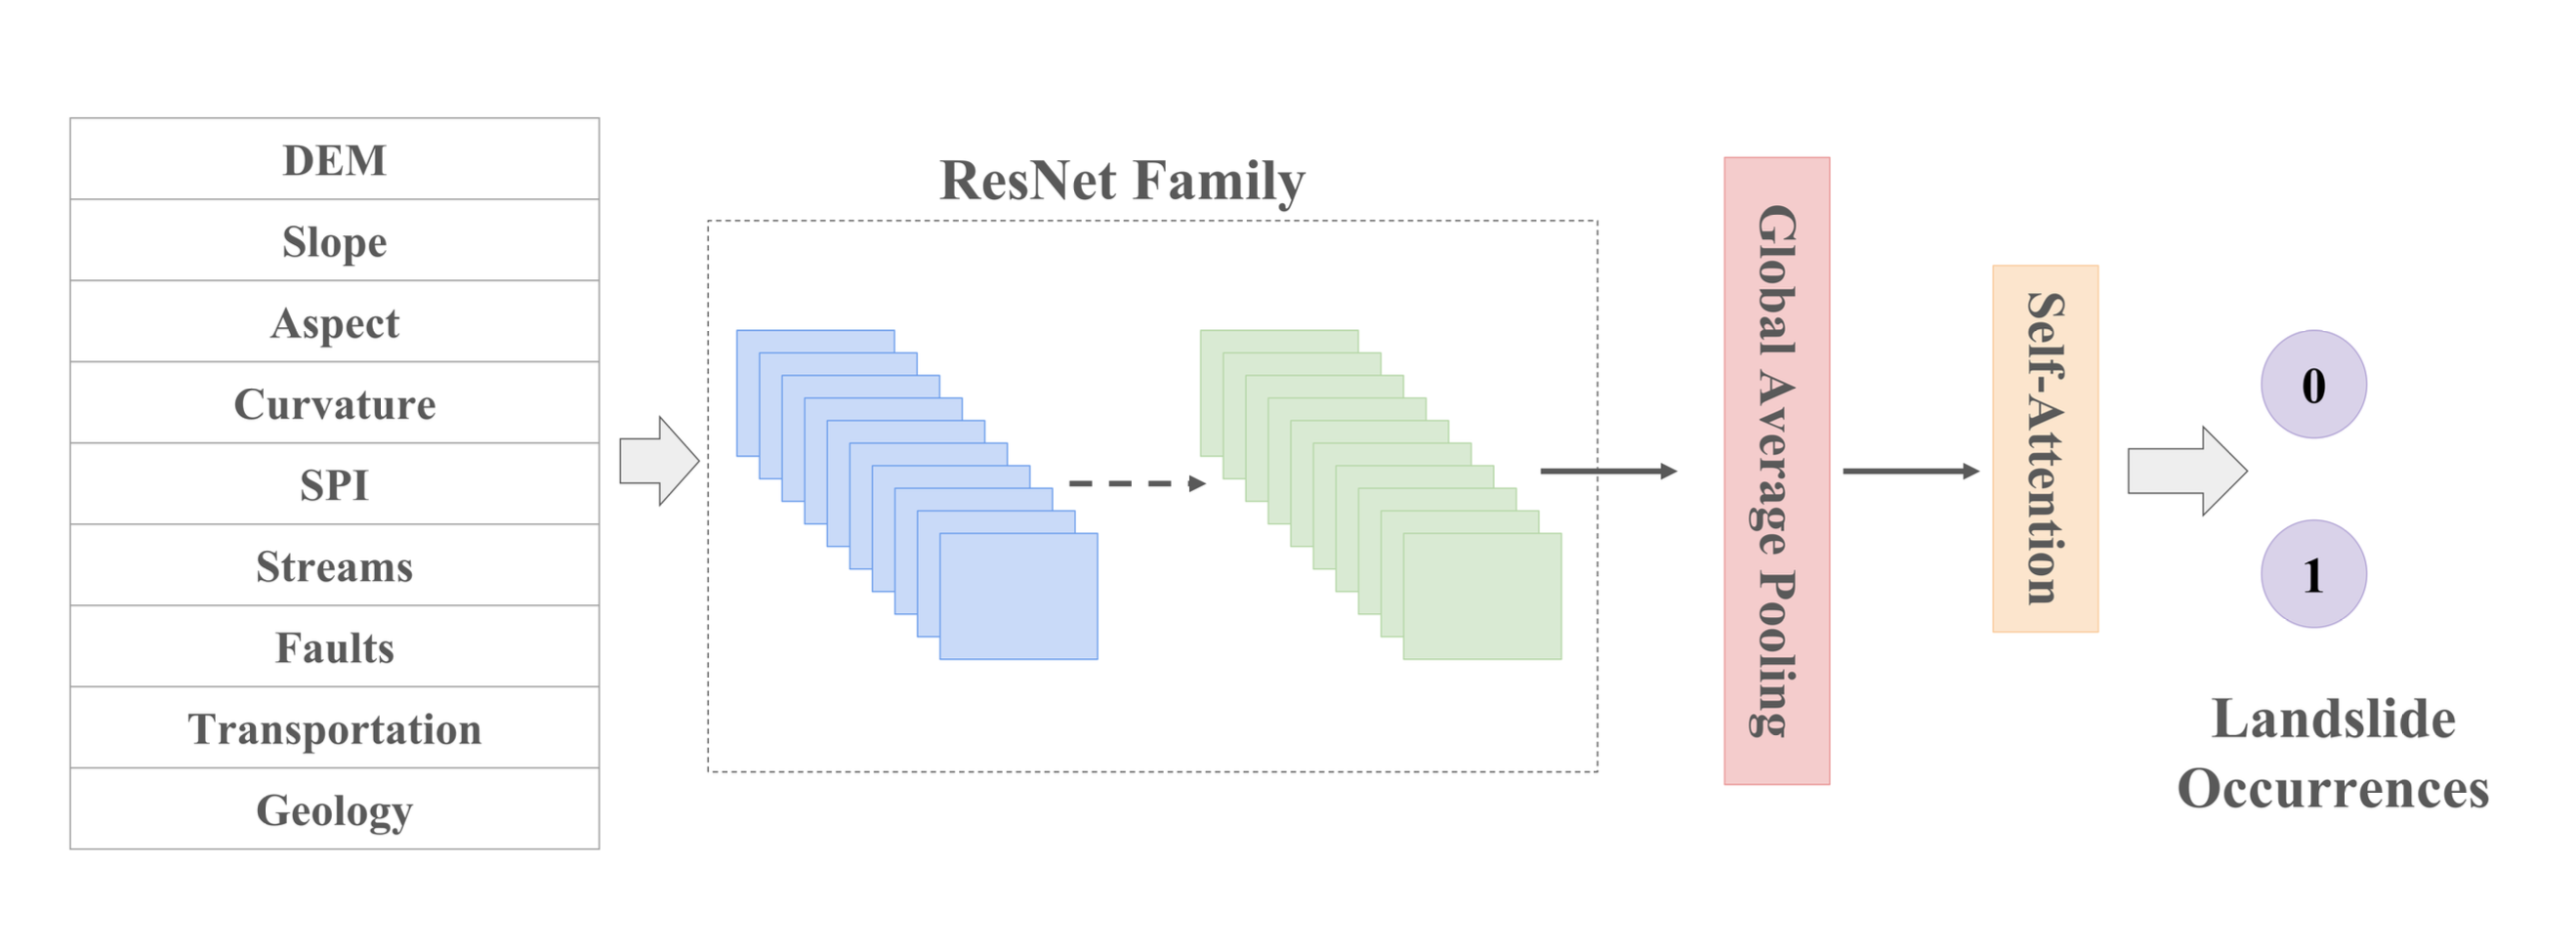 DEM
Slope
Aspect
Curvature
SPI
Streams
Faults
Transportation
Geology
ResNet Family
Global Average Pooling
Self-Attention
0
1
Landslide
Occurrences